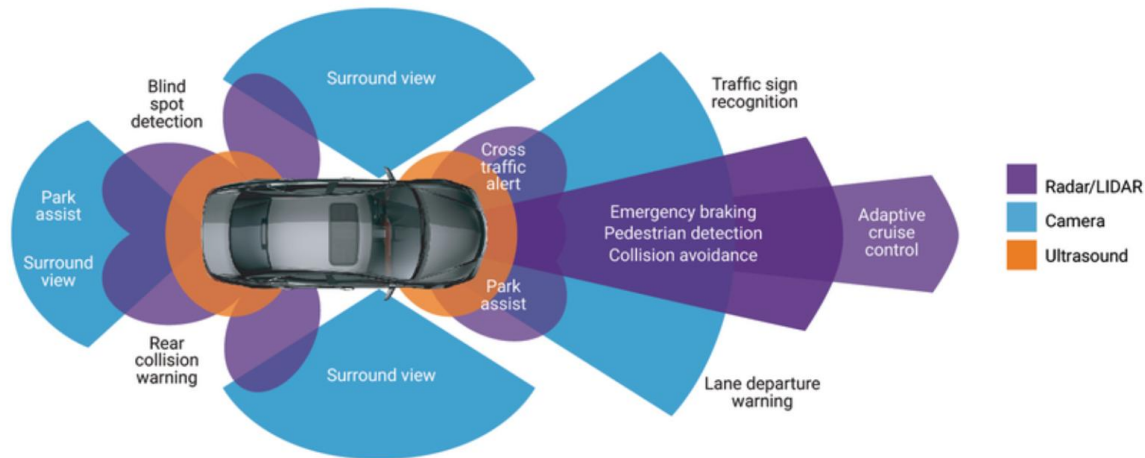 Surround view
Blind
spot
detection
Traffic sign
recognition
Cross
traffic
alert
Park
assist
Surround
view
Emergency braking
Pedestrian detection
Collision avoidance
Adaptive
cruise
control
Radar/LIDAR
Camera
Ultrasound
Park
assist
Rear
collision
warning
Surround view
Lane departure
warning